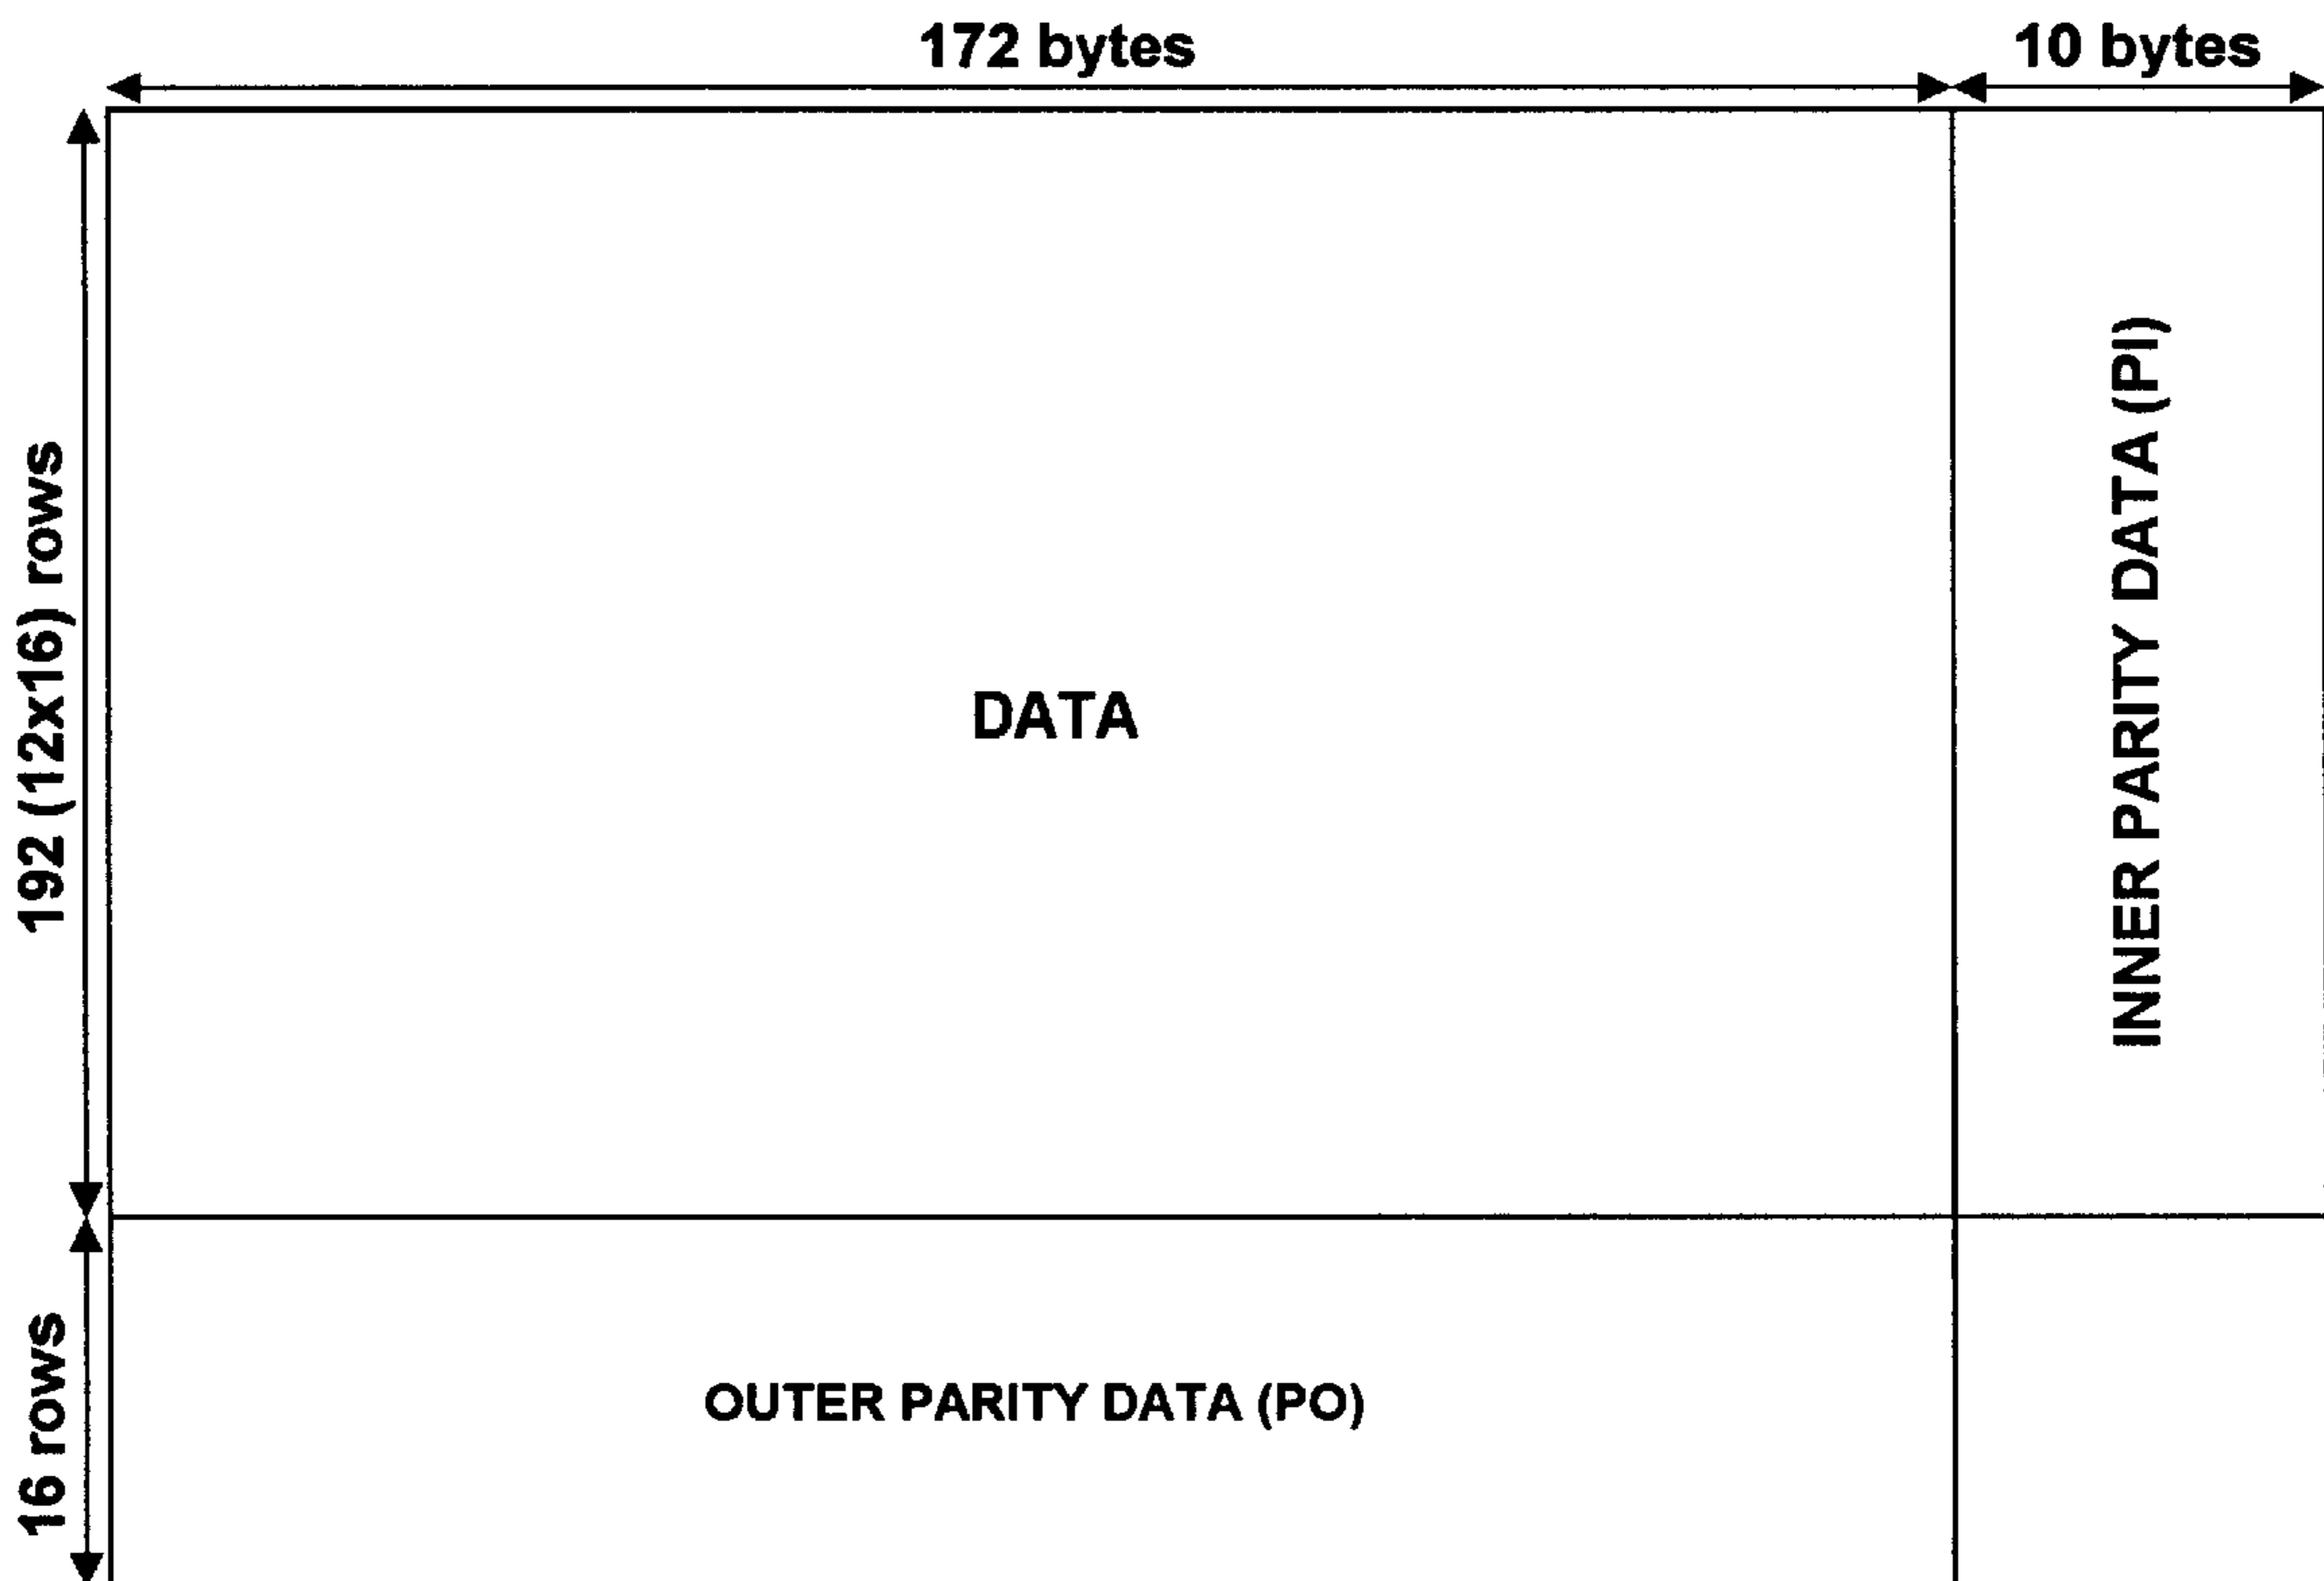 172 bytes
10 bytes
192 (12x16) rows
DATA
INNER PARITY DATA (PI)
16 rows
OUTER PARITY DATA (PO)